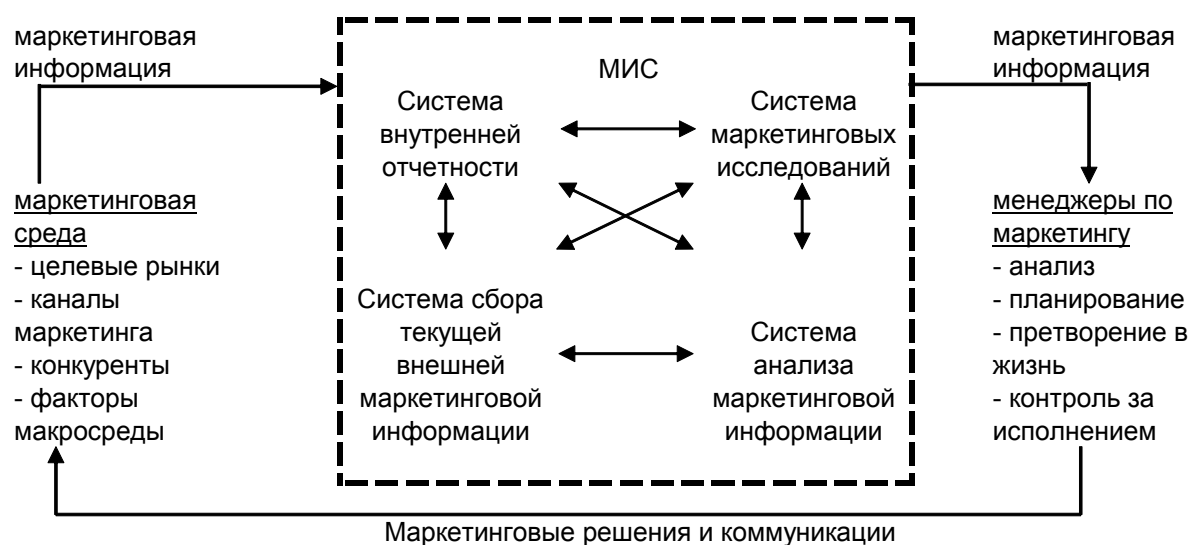 маркетинговая
информация
маркетинговая
среда
- целевые рынки
- каналы
маркетинга
- конкуренты
- факторы
макросреды
МИС
Система
внутренней
отчетности
Система
маркетинговых
исследований
Система сбора
текущей
внешней
маркетинговой
информации
Система
анализа
маркетинговой
информации
маркетинговая
информация
менеджеры по
маркетингу
- анализ
- планирование
- претворение в
жизнь
- контроль за
исполнением
Маркетинговые решения и коммуникации